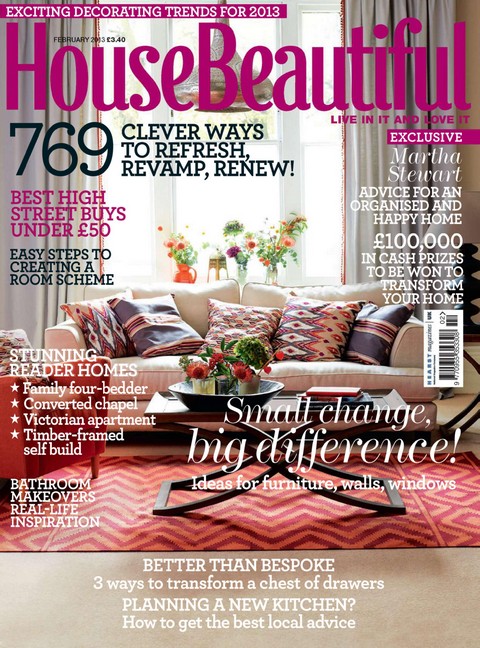 EXCITING DECORATING TRENDS FOR 2013
FEBRUARY 2013 £3.40
HouseBeautiful
LIVE IN IT AND LOVE IT
769
CLEVER WAYS
TO REFRESH,
REVAMP, RENEW!
BEST HIGH
STREET BUYS
UNDER £50
EASY STEPS TO
CREATING A
ROOM SCHEME
EXCLUSIVE
Martha
Stewart
ADVICE FOR AN
ORGANISED AND
HAPPY HOME
£100,000
IN CASH PRIZES
TO BE WON TO
TRANSFORM
YOUR HOME
HEARST magazines UK
02
STUNNING
READER HOMES
★ Family four-bedder
★ Converted chapel
★ Victorian apartment
★ Timber-framed
self build
Small change,
big difference!
Ideas for furniture, walls, windows
BATHROOM
MAKEOVERS
REAL-LIFE
INSPIRATION
BETTER THAN BESPOKE
3 ways to transform a chest of drawers
PLANNING A NEW KITCHEN?
How to get the best local advice